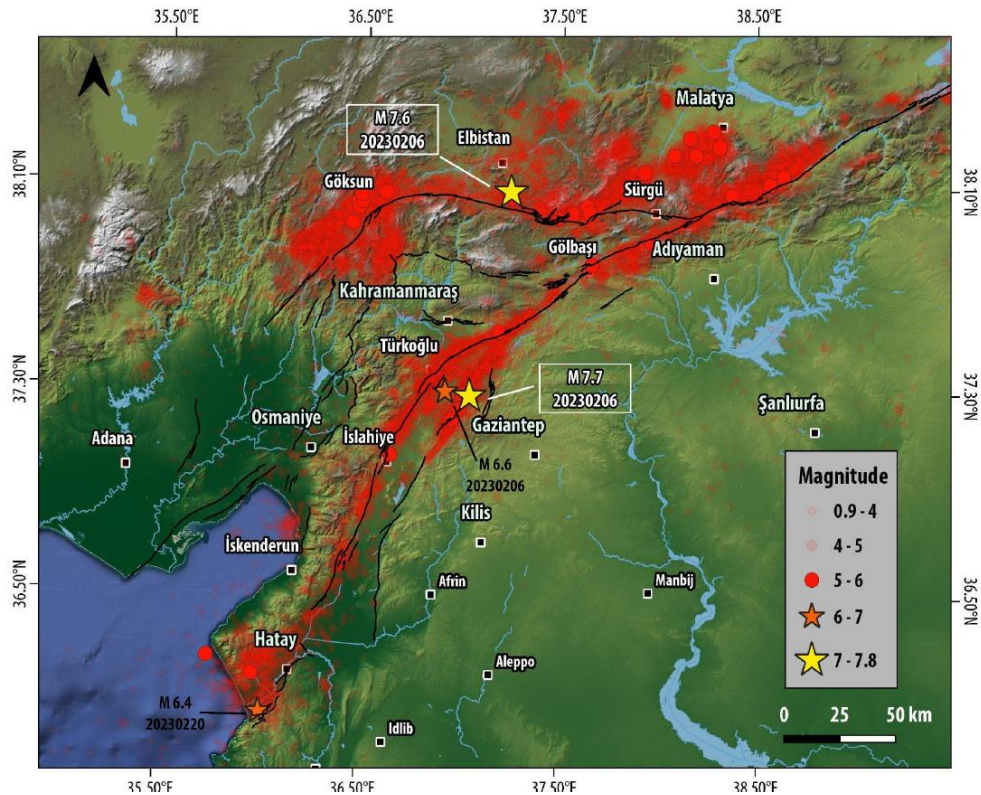 35.50°E 36.50°E 37.50°E 38.50°E
Malatya
M 7.6
20230206
Elbistan
38.10°N
38.10°N
Göksun
Sürgü
Gölbaşı
Adıyaman
Kahramanmaraş
Türkoğlu
37.30°N
M 7.7
20230206
37.30°N
Osmaniye
Gaziantep
Şanlıurfa
Adana
İslahiye
M 6.6
20230206
Magnitude
0.9 - 4
4 - 5
5 - 6
6 - 7
7 - 7.8
Kilis
İskenderun
36.50°N
Afrin
Manbij
36.50°N
Hatay
Aleppo
M 6.4
20230220
Idlib
0 25 50 km
35.50°E 36.50°E 37.50°E 38.50°E